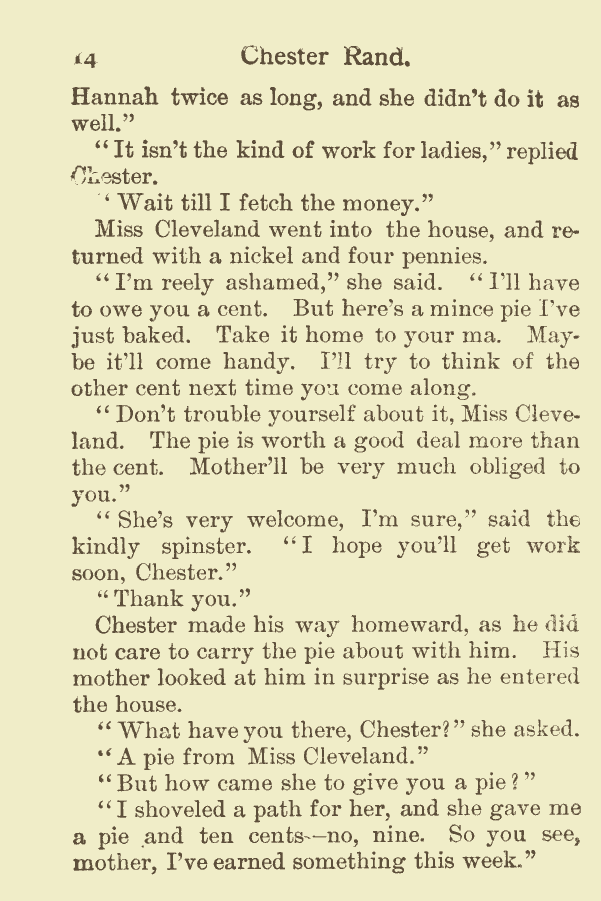 14 Chester Rand.
Hannah twice as long, and she didn't do it as
well."
"It isn't the kind of work for ladies," replied
Chester.
"Wait till I fetch the money."
Miss Cleveland went into the house, and re-
turned with a nickel and four pennies.
"I'm reely ashamed," she said. "I'll have
to owe you a cent. But here's a mince pie I've
just baked. Take it home to your ma. May-
be it'll come handy. I'll try to think of the
other cent next time you come along.
"Don't trouble yourself about it, Miss Cleve-
land. The pie is worth a good deal more than
the cent. Mother'll be very much obliged to
you."
"She's very welcome, I'm sure," said the
kindly spinster. "I hope you'll get work
soon, Chester."
"Thank you."
Chester made his way homeward, as he did
not care to carry the pie about with him. His
mother looked at him in surprise as he entered
the house.
"What have you there, Chester?" she asked.
"A pie from Miss Cleveland."
"But how came she to give you a pie?"
"I shoveled a path for her, and she gave me
a pie and ten cents—no, nine. So you see,
mother, I've earned something this week."